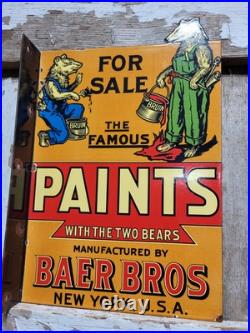 FOR
SALE
BRUIN
BRUIN
THE
FAMOUS
PAINTS
WITH THE TWO BEARS
MANUFACTURED BY
BAER BROS
NEW YORK U.S.A.